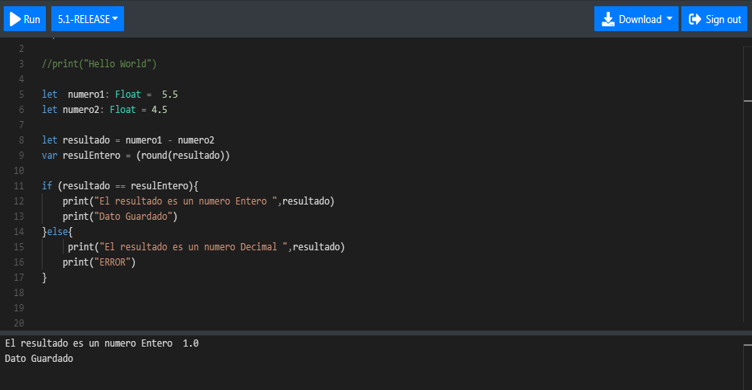 Run 5.1-RELEASE Download Sign out
2
3 //print("Hello World")
4
5 let  numero1: Float =  5.5
6 let numero2: Float = 4.5
7
8 let resultado = numero1 - numero2
9 var resulEntero = (round(resultado))
10
11 if (resultado == resulEntero){
12     print("El resultado es un numero Entero ",resultado)
13     print("Dato Guardado")
14 }else{
15      print("El resultado es un numero Decimal ",resultado)
16     print("ERROR")
17 }
18
19
20
El resultado es un numero Entero  1.0
Dato Guardado